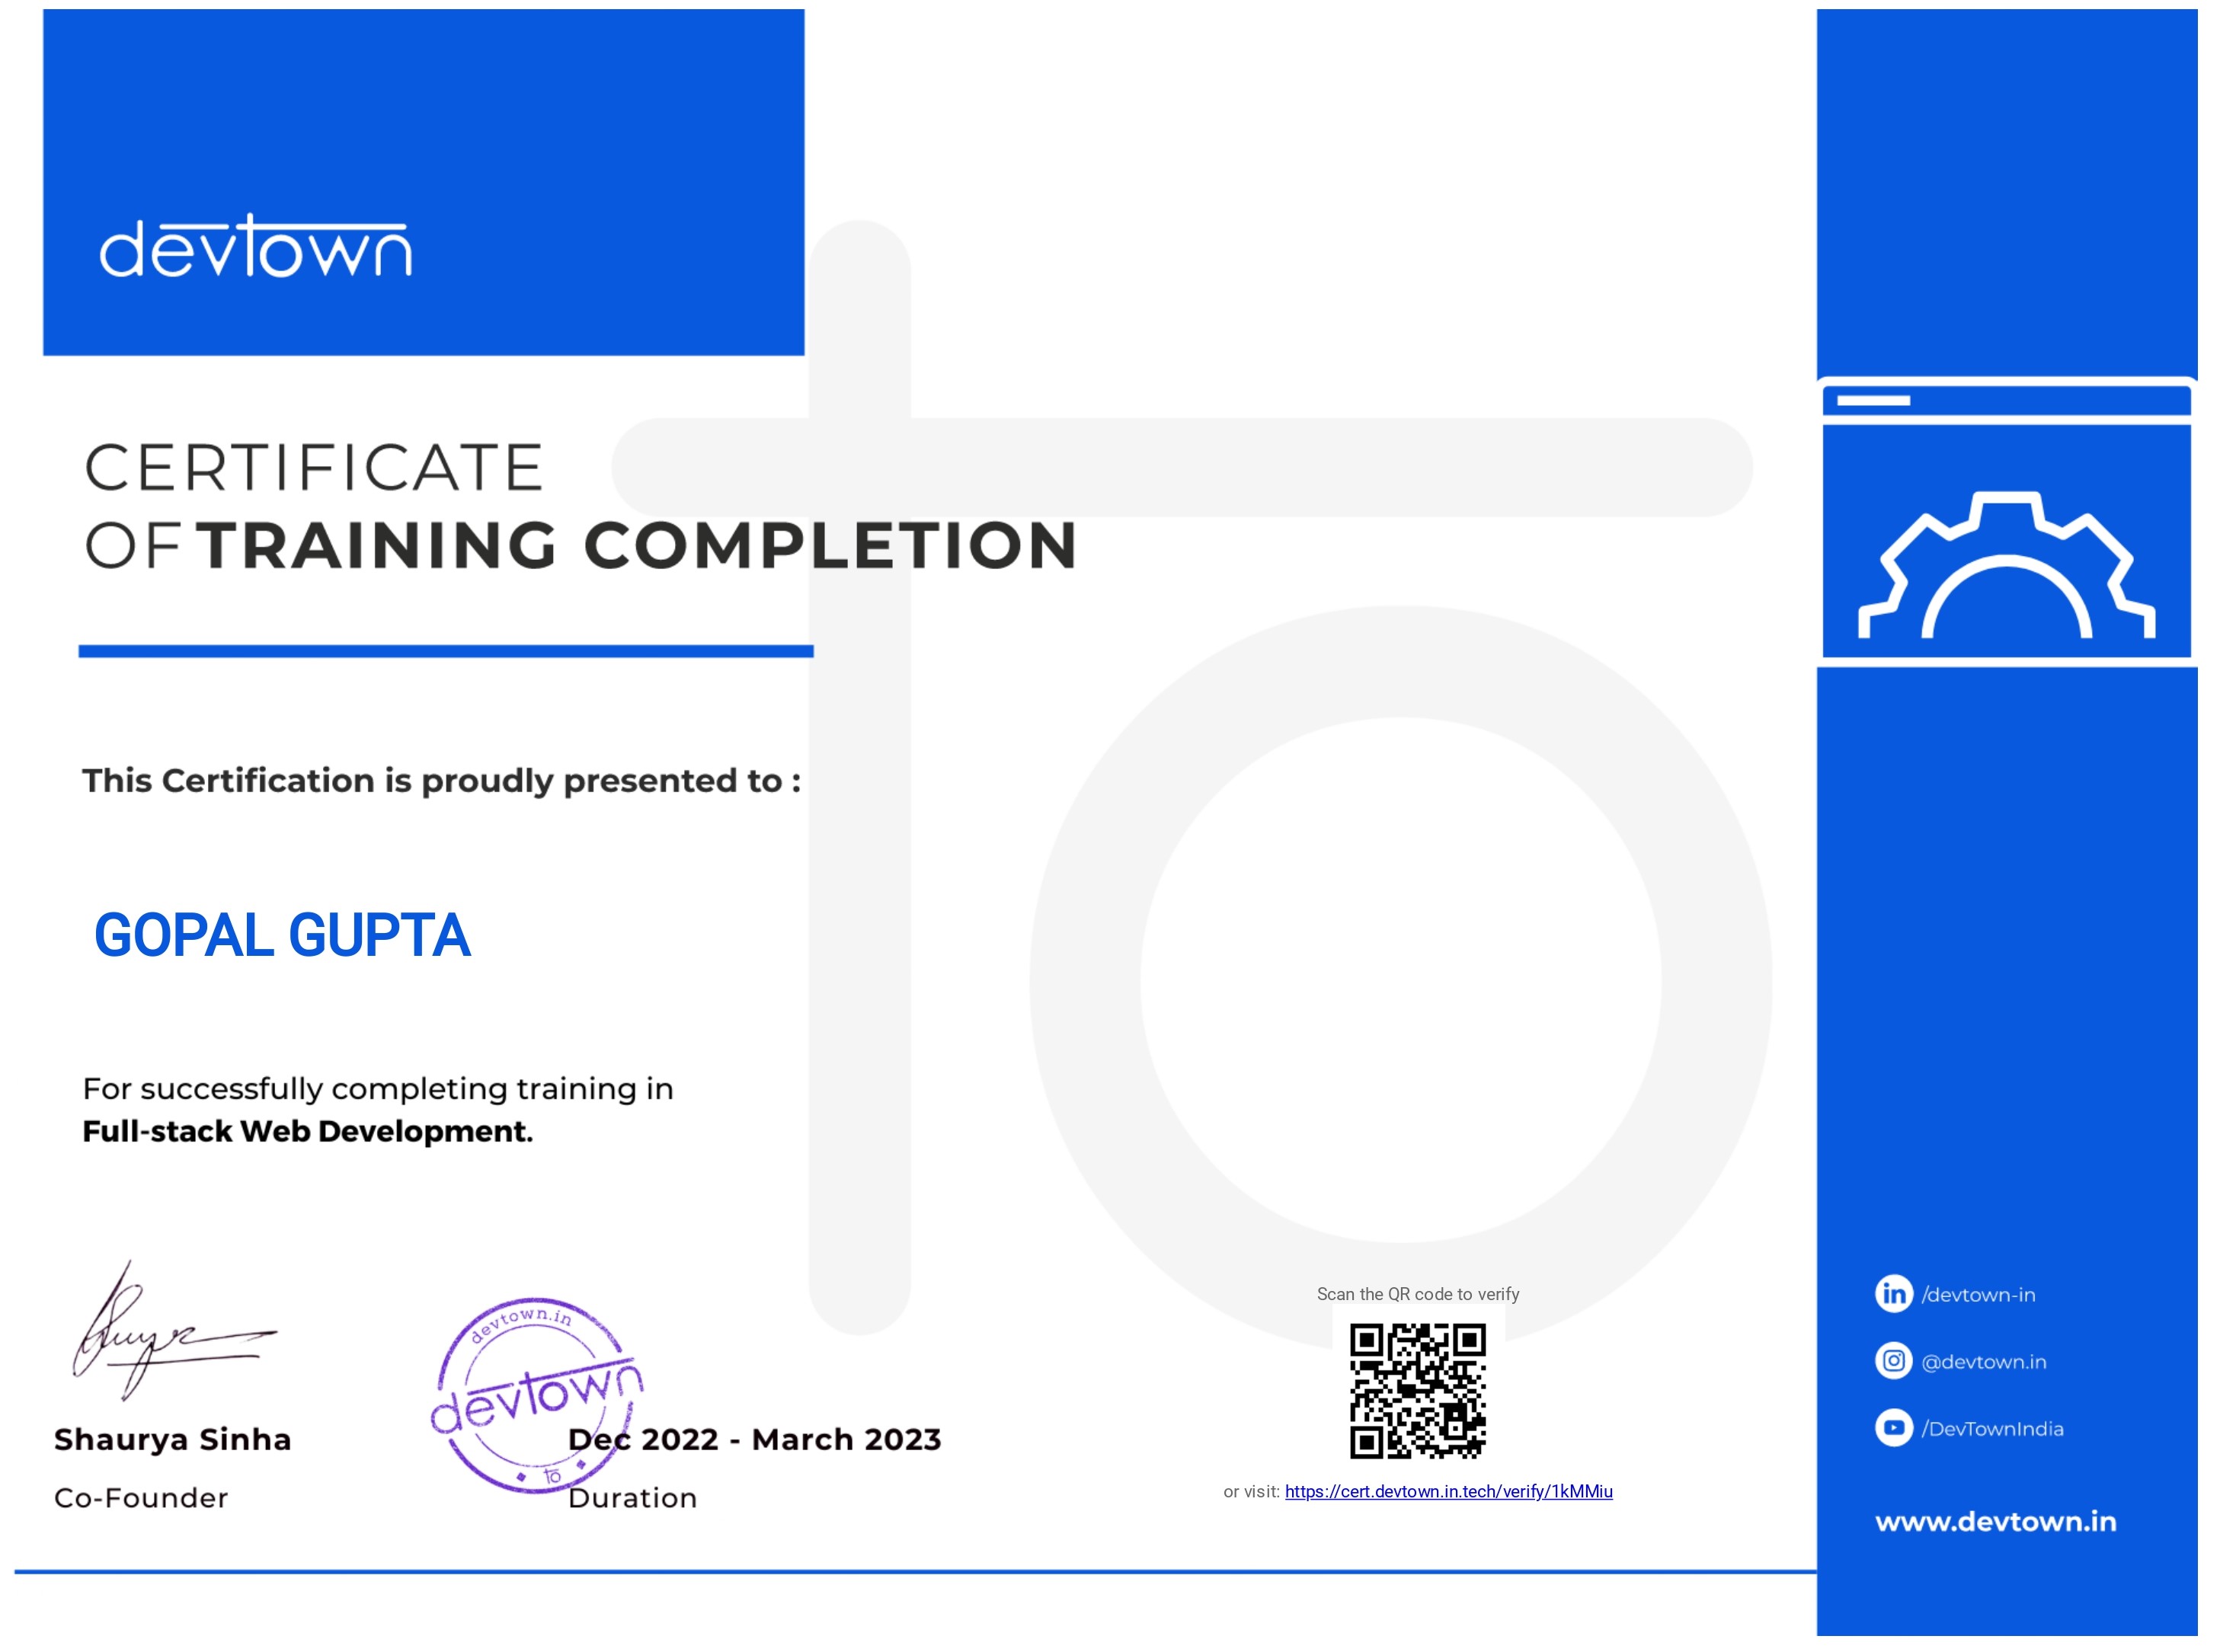 devtown
CERTIFICATE
OF TRAINING COMPLETION
This Certification is proudly presented to :
GOPAL GUPTA
For successfully completing training in
Full-stack Web Development.
devtown.in
devtown
to
Shaurya Sinha
Co-Founder
Dec 2022 - March 2023
Duration
Scan the QR code to verify
or visit: https://cert.devtown.in.tech/verify/1kMMiu
in /devtown-in
@devtown.in
/DevTownIndia
www.devtown.in